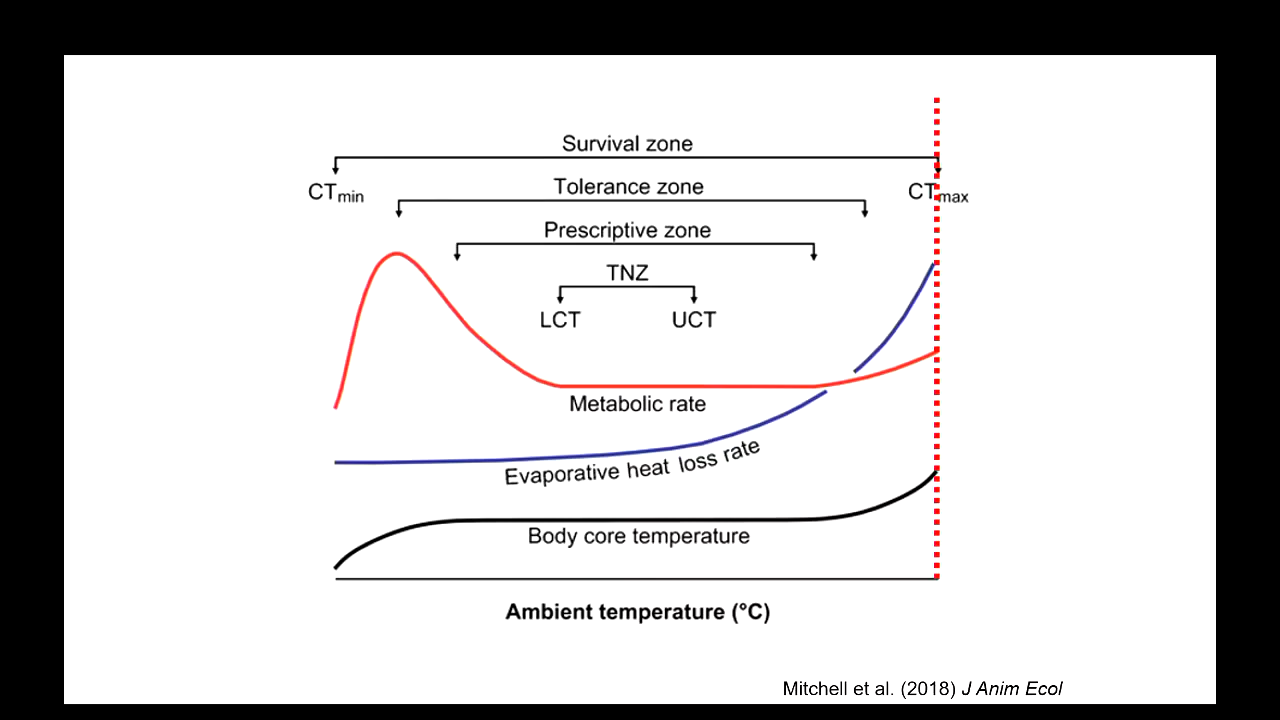 Survival zone
CTmin
CTmax
Tolerance zone
Prescriptive zone
TNZ
LCT
UCT
Metabolic rate
Evaporative heat loss rate
Body core temperature
Ambient temperature (°C)
Mitchell et al. (2018) J Anim Ecol